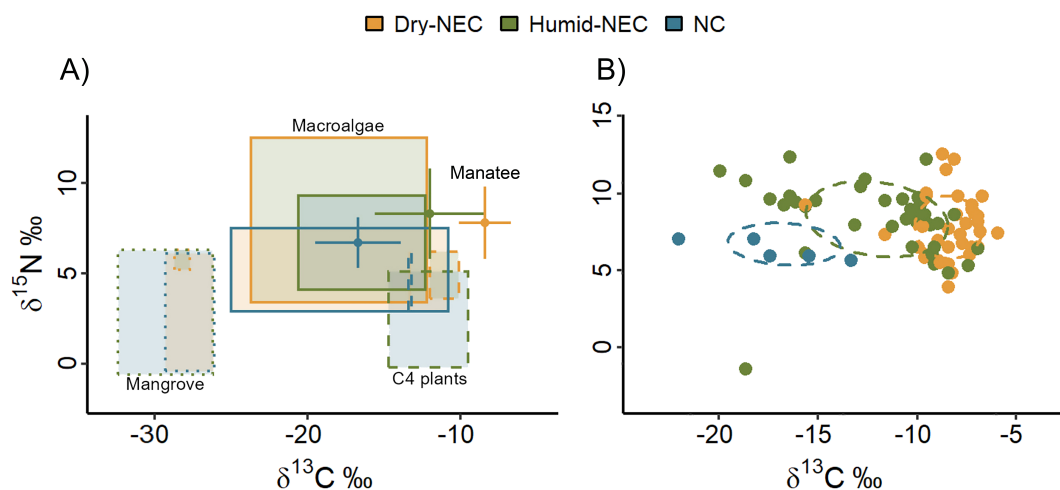 Dry-NEC Humid-NEC NC
A)
δ15N ‰
10
5
0
Macroalgae
Manatee
Mangrove
C4 plants
-30 -20 -10
δ13C ‰
B)
15
10
5
0
-20 -15 -10 -5
δ13C ‰